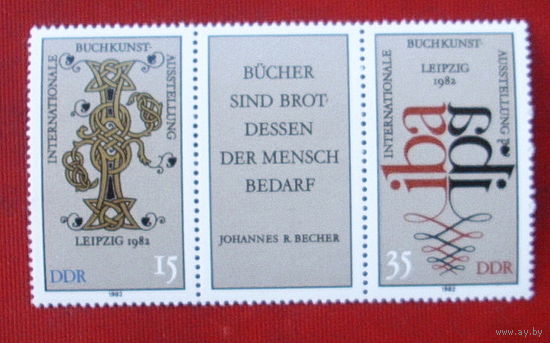 INTERNATIONALE
BUCHKUNST-
AUSSTELLUNG
LEIPZIG 1982
DDR
15
1982
BÜCHER
SIND BROT-
DESSEN
DER MENSCH
BEDARF
JOHANNES R. BECHER
INTERNATIONALE
BUCHKUNST-
AUSSTELLUNG
LEIPZIG
1982
iba
35
DDR
1982
www.ay.by